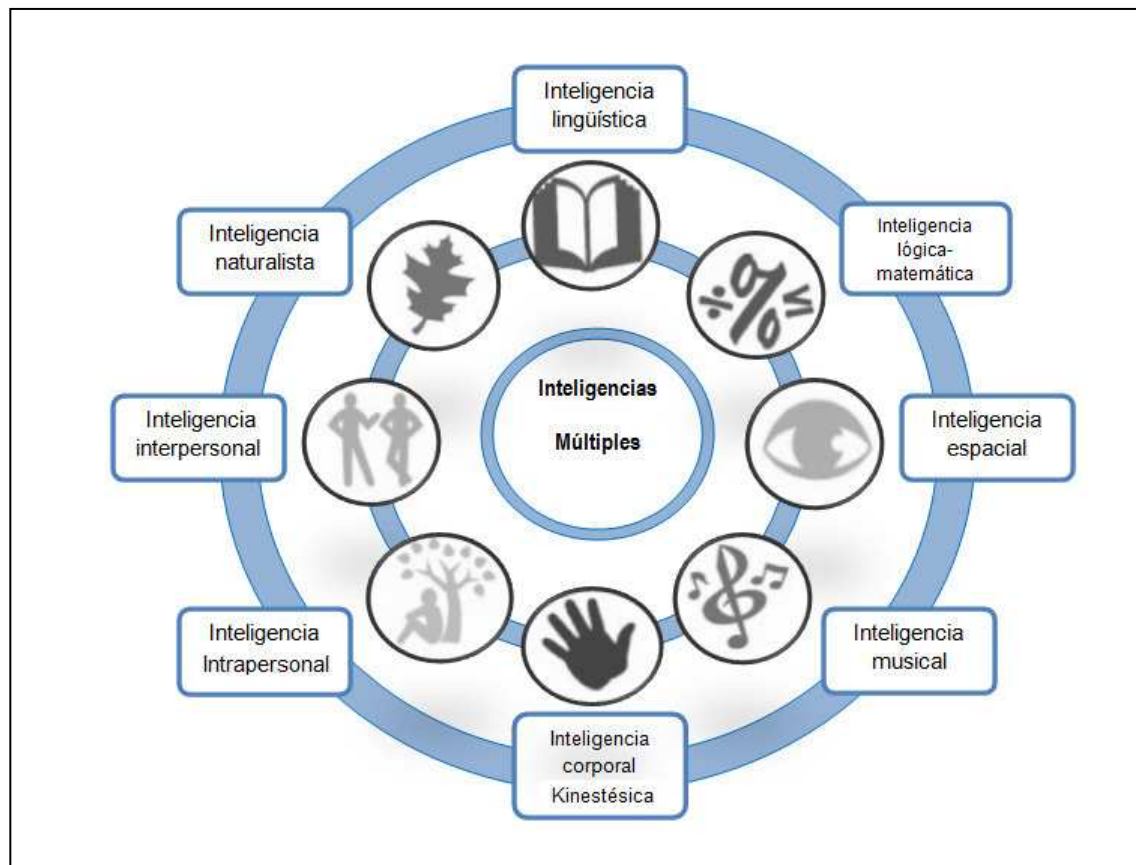 Inteligencia
lingüística
Inteligencia
lógica-
matemática
Inteligencia
espacial
Inteligencia
musical
Inteligencia
corporal
Kinestésica
Inteligencia
Intrapersonal
Inteligencia
interpersonal
Inteligencia
naturalista
Inteligencias
Múltiples